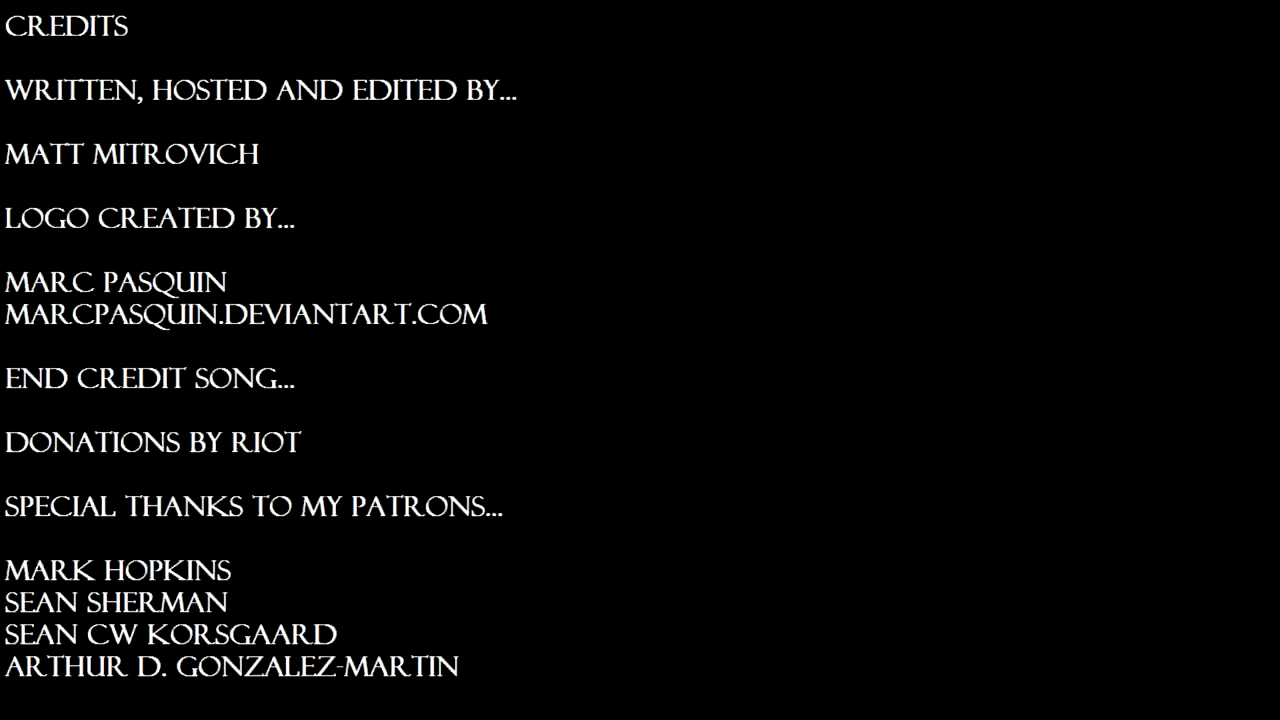 CREDITS
WRITTEN, HOSTED AND EDITED BY...
MATT MITROVICH
LOGO CREATED BY...
MARC PASQUIN
MARCPASQUIN.DEVIANTART.COM
END CREDIT SONG...
DONATIONS BY RIOT
SPECIAL THANKS TO MY PATRONS...
MARK HOPKINS
SEAN SHERMAN
SEAN CW KORSGAARD
ARTHUR D. GONZALEZ-MARTIN